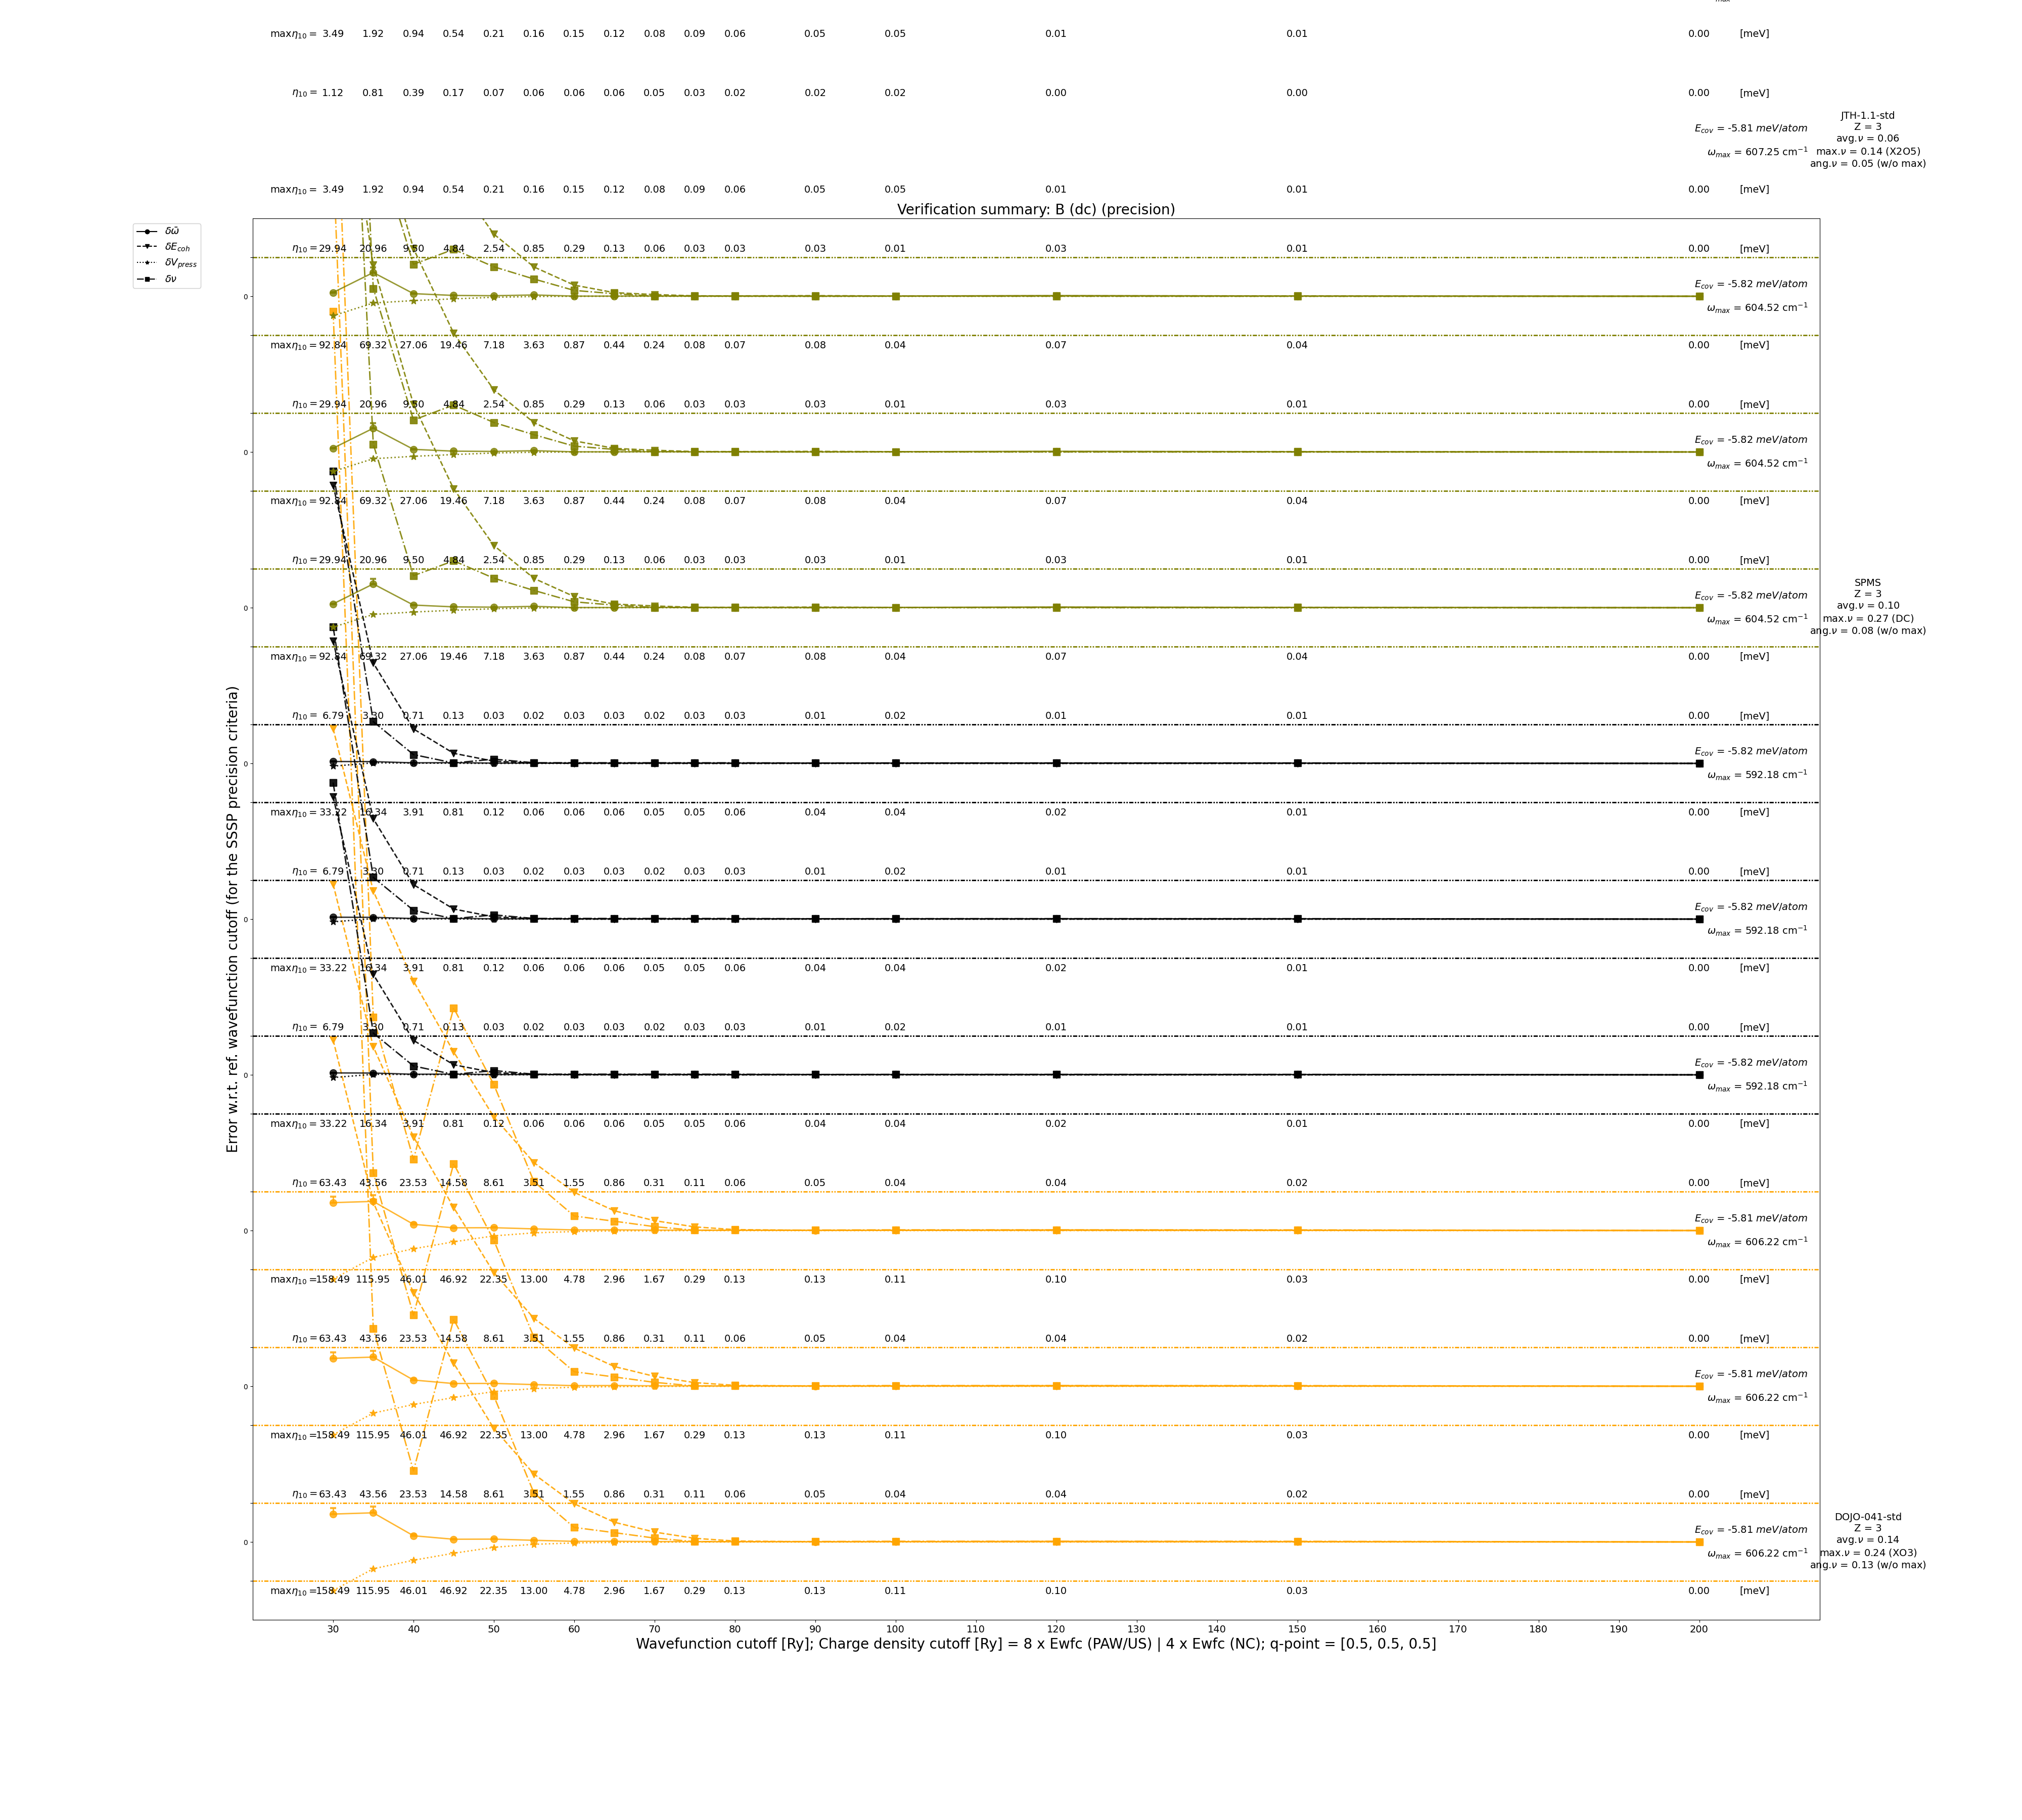 max
maxη10 = 3.49 1.92 0.94 0.54 0.21 0.16 0.15 0.12 0.08 0.09 0.06 0.05 0.05 0.01 0.01 0.00 [meV]
η10 = 1.12 0.81 0.39 0.17 0.07 0.06 0.06 0.06 0.05 0.03 0.02 0.02 0.02 0.00 0.00 0.00 [meV]
Ecov = -5.81 meV/atom
ωmax = 607.25 cm⁻¹
JTH-1.1-std
Z = 3
avg.ν = 0.06
max.ν = 0.14 (X2O5)
ang.ν = 0.05 (w/o max)
maxη10 = 3.49 1.92 0.94 0.54 0.21 0.16 0.15 0.12 0.08 0.09 0.06 0.05 0.05 0.01 0.01 0.00 [meV]
Verification summary: B (dc) (precision)
δω̄
δEcoh
δVpress
δν
η10 = 29.94 20.96 9.50 4.84 2.54 0.85 0.29 0.13 0.06 0.03 0.03 0.03 0.01 0.03 0.01 0.00 [meV]
Ecov = -5.82 meV/atom
0
ωmax = 604.52 cm⁻¹
maxη10 = 92.84 69.32 27.06 19.46 7.18 3.63 0.87 0.44 0.24 0.08 0.07 0.08 0.04 0.07 0.04 0.00 [meV]
η10 = 29.94 20.96 9.50 4.84 2.54 0.85 0.29 0.13 0.06 0.03 0.03 0.03 0.01 0.03 0.01 0.00 [meV]
Ecov = -5.82 meV/atom
0
ωmax = 604.52 cm⁻¹
maxη10 = 92.84 69.32 27.06 19.46 7.18 3.63 0.87 0.44 0.24 0.08 0.07 0.08 0.04 0.07 0.04 0.00 [meV]
η10 = 29.94 20.96 9.50 4.84 2.54 0.85 0.29 0.13 0.06 0.03 0.03 0.03 0.01 0.03 0.01 0.00 [meV]
Ecov = -5.82 meV/atom
0
ωmax = 604.52 cm⁻¹
SPMS
Z = 3
avg.ν = 0.10
max.ν = 0.27 (DC)
ang.ν = 0.08 (w/o max)
maxη10 = 92.84 69.32 27.06 19.46 7.18 3.63 0.87 0.44 0.24 0.08 0.07 0.08 0.04 0.07 0.04 0.00 [meV]
η10 = 6.79 3.30 0.71 0.13 0.03 0.02 0.03 0.03 0.02 0.03 0.03 0.01 0.02 0.01 0.01 0.00 [meV]
Ecov = -5.82 meV/atom
0
ωmax = 592.18 cm⁻¹
maxη10 = 33.22 16.34 3.91 0.81 0.12 0.06 0.06 0.06 0.05 0.05 0.06 0.04 0.04 0.02 0.01 0.00 [meV]
η10 = 6.79 3.30 0.71 0.13 0.03 0.02 0.03 0.03 0.02 0.03 0.03 0.01 0.02 0.01 0.01 0.00 [meV]
Ecov = -5.82 meV/atom
0
ωmax = 592.18 cm⁻¹
maxη10 = 33.22 16.34 3.91 0.81 0.12 0.06 0.06 0.06 0.05 0.05 0.06 0.04 0.04 0.02 0.01 0.00 [meV]
η10 = 6.79 3.30 0.71 0.13 0.03 0.02 0.03 0.03 0.02 0.03 0.03 0.01 0.02 0.01 0.01 0.00 [meV]
Ecov = -5.82 meV/atom
0
ωmax = 592.18 cm⁻¹
maxη10 = 33.22 16.34 3.91 0.81 0.12 0.06 0.06 0.06 0.05 0.05 0.06 0.04 0.04 0.02 0.01 0.00 [meV]
η10 = 63.43 43.56 23.53 14.58 8.61 3.51 1.55 0.86 0.31 0.11 0.06 0.05 0.04 0.04 0.02 0.00 [meV]
Ecov = -5.81 meV/atom
0
ωmax = 606.22 cm⁻¹
maxη10 = 158.49 115.95 46.01 46.92 22.35 13.00 4.78 2.96 1.67 0.29 0.13 0.13 0.11 0.10 0.03 0.00 [meV]
η10 = 63.43 43.56 23.53 14.58 8.61 3.51 1.55 0.86 0.31 0.11 0.06 0.05 0.04 0.04 0.02 0.00 [meV]
Ecov = -5.81 meV/atom
0
ωmax = 606.22 cm⁻¹
maxη10 = 158.49 115.95 46.01 46.92 22.35 13.00 4.78 2.96 1.67 0.29 0.13 0.13 0.11 0.10 0.03 0.00 [meV]
η10 = 63.43 43.56 23.53 14.58 8.61 3.51 1.55 0.86 0.31 0.11 0.06 0.05 0.04 0.04 0.02 0.00 [meV]
Ecov = -5.81 meV/atom
0
ωmax = 606.22 cm⁻¹
DOJO-041-std
Z = 3
avg.ν = 0.14
max.ν = 0.24 (XO3)
ang.ν = 0.13 (w/o max)
maxη10 = 158.49 115.95 46.01 46.92 22.35 13.00 4.78 2.96 1.67 0.29 0.13 0.13 0.11 0.10 0.03 0.00 [meV]
Error w.r.t. ref. wavefunction cutoff (for the SSSP precision criteria)
30 40 50 60 70 80 90 100 110 120 130 140 150 160 170 180 190 200
Wavefunction cutoff [Ry]; Charge density cutoff [Ry] = 8 x Ewfc (PAW/US) | 4 x Ewfc (NC); q-point = [0.5, 0.5, 0.5]